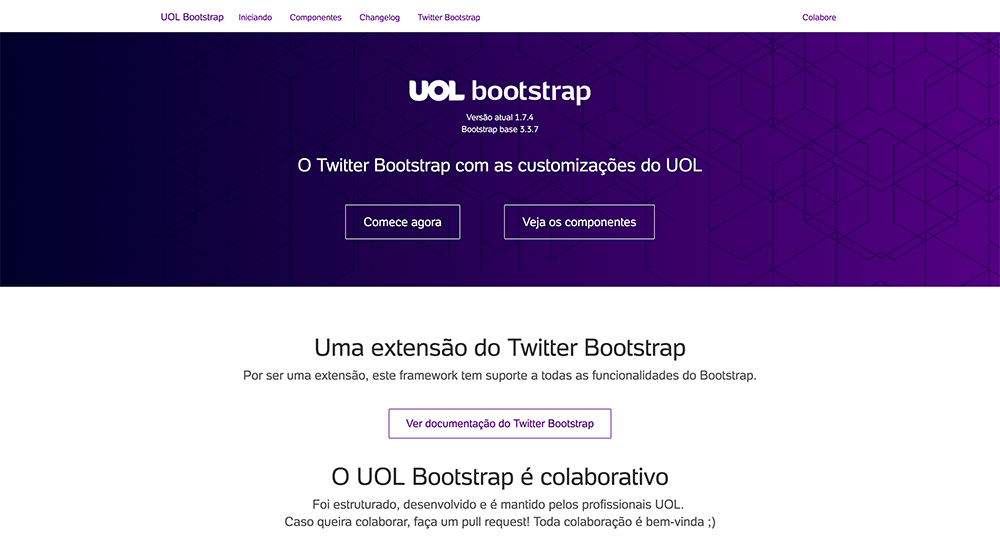 UOL Bootstrap Iniciando Componentes Changelog Twitter Bootstrap Colabore
UOL bootstrap
Versão atual 1.7.4
Bootstrap base 3.3.7
O Twitter Bootstrap com as customizações do UOL
Comece agora Veja os componentes
Uma extensão do Twitter Bootstrap
Por ser uma extensão, este framework tem suporte a todas as funcionalidades do Bootstrap.
Ver documentação do Twitter Bootstrap
O UOL Bootstrap é colaborativo
Foi estruturado, desenvolvido e é mantido pelos profissionais UOL.
Caso queira colaborar, faça um pull request! Toda colaboração é bem-vinda ;)